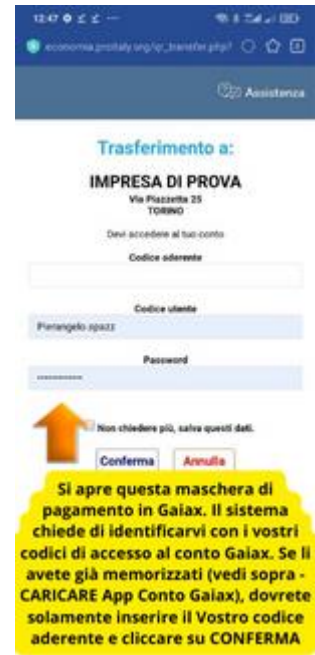 12:47
economia.proitaly.org/qr_transfer.php?
Assistenza
Trasferimento a:
IMPRESA DI PROVA
Via Piazzetta 25
TORINO
Devi accedere al tuo conto
Codice aderente
Codice utente
Pierangelo.spazz
Password
Non chiedere più, salva questi dati.
Conferma Annulla
Si apre questa maschera di
pagamento in Gaiax. Il sistema
chiede di identificarvi con i vostri
codici di accesso al conto Gaiax. Se li
avete già memorizzati (vedi sopra -
CARICARE App Conto Gaiax), dovrete
solamente inserire il Vostro codice
aderente e cliccare su CONFERMA